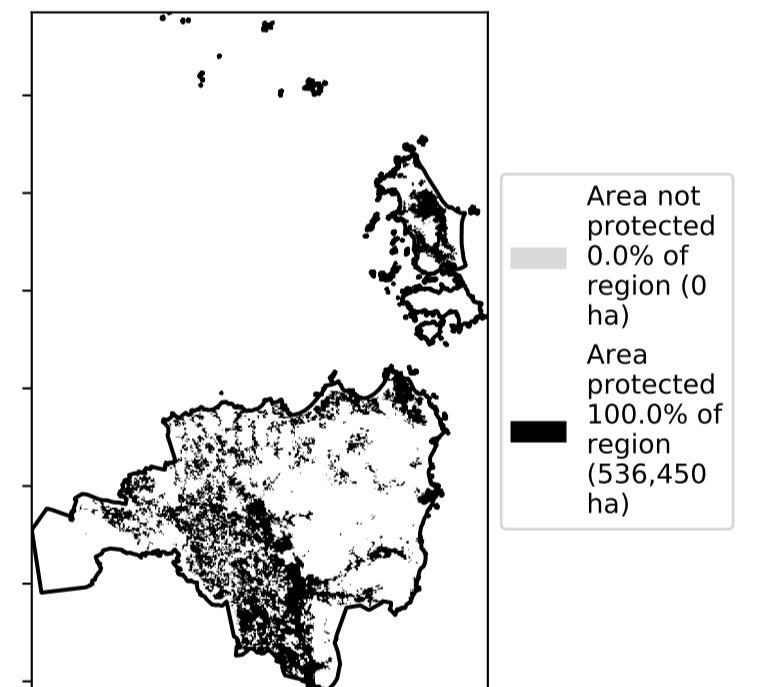 Area not
protected
0.0% of
region (0
ha)
Area
protected
100.0% of
region
(536,450
ha)